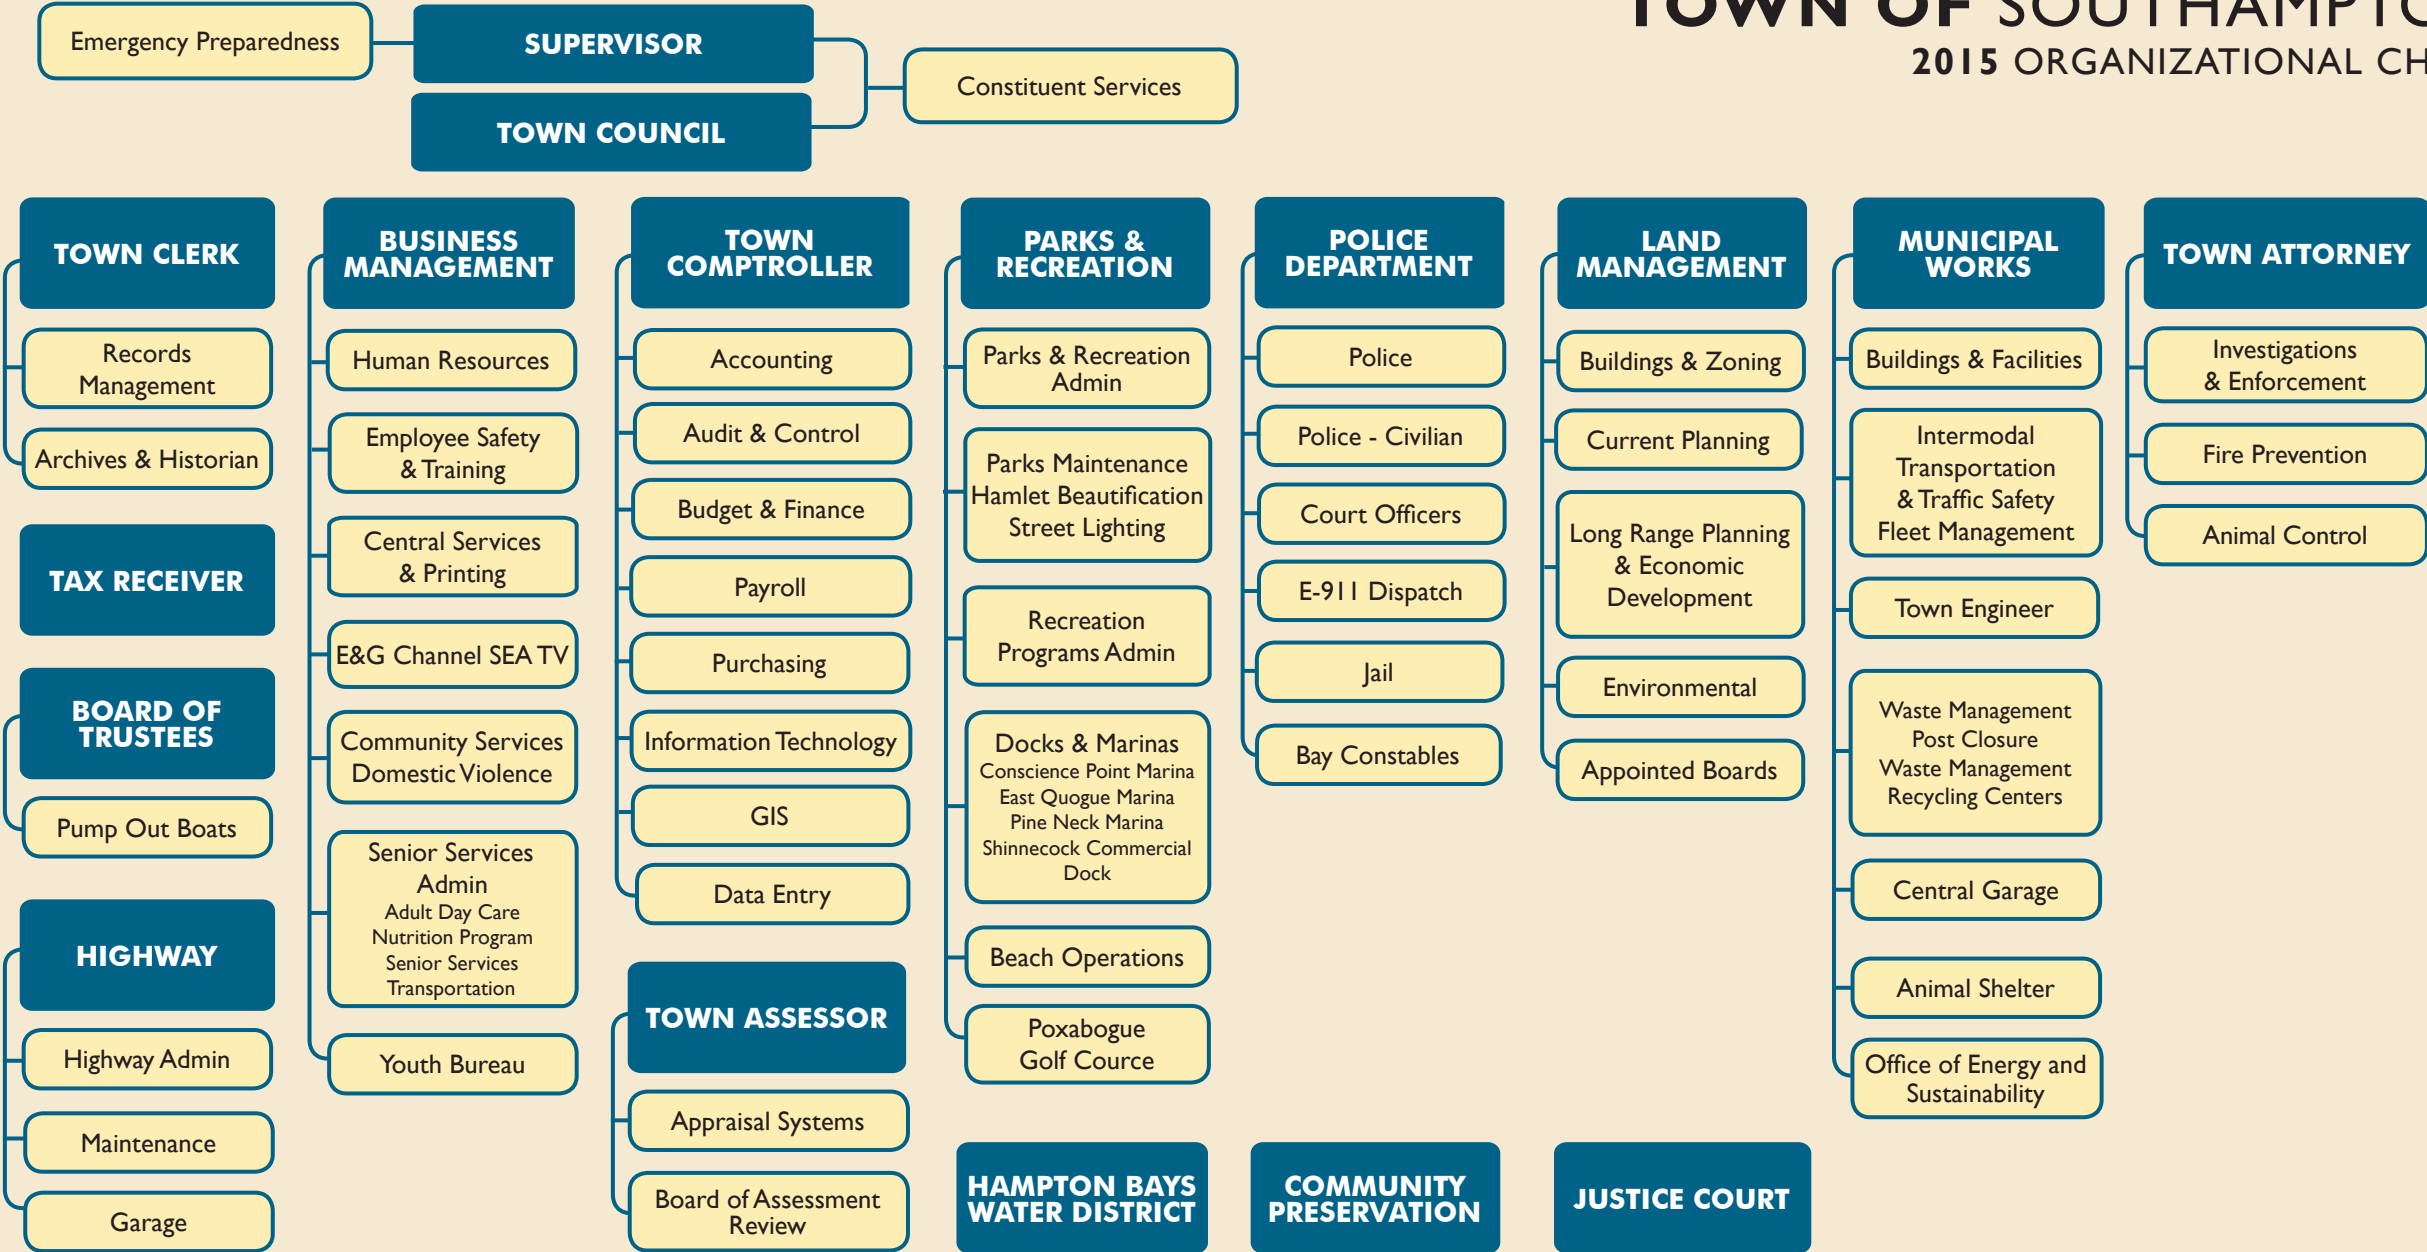 TOWN OF SOUTHAMPTO
2015 ORGANIZATIONAL CH
Emergency Preparedness
SUPERVISOR
TOWN COUNCIL
Constituent Services
TOWN CLERK
Records
Management
Archives & Historian
TAX RECEIVER
BOARD OF
TRUSTEES
Pump Out Boats
HIGHWAY
Highway Admin
Maintenance
Garage
BUSINESS
MANAGEMENT
Human Resources
Employee Safety
& Training
Central Services
& Printing
E&G Channel SEA TV
Community Services
Domestic Violence
Senior Services
Admin
Adult Day Care
Nutrition Program
Senior Services
Transportation
Youth Bureau
TOWN
COMPTROLLER
Accounting
Audit & Control
Budget & Finance
Payroll
Purchasing
Information Technology
GIS
Data Entry
TOWN ASSESSOR
Appraisal Systems
Board of Assessment
Review
PARKS &
RECREATION
Parks & Recreation
Admin
Parks Maintenance
Hamlet Beautification
Street Lighting
Recreation
Programs Admin
Docks & Marinas
Conscience Point Marina
East Quogue Marina
Pine Neck Marina
Shinnecock Commercial
Dock
Beach Operations
Poxabogue
Golf Cource
HAMPTON BAYS
WATER DISTRICT
POLICE
DEPARTMENT
Police
Police - Civilian
Court Officers
E-911 Dispatch
Jail
Bay Constables
COMMUNITY
PRESERVATION
LAND
MANAGEMENT
Buildings & Zoning
Current Planning
Long Range Planning
& Economic
Development
Environmental
Appointed Boards
JUSTICE COURT
MUNICIPAL
WORKS
Buildings & Facilities
Intermodal
Transportation
& Traffic Safety
Fleet Management
Town Engineer
Waste Management
Post Closure
Waste Management
Recycling Centers
Central Garage
Animal Shelter
Office of Energy and
Sustainability
TOWN ATTORNEY
Investigations
& Enforcement
Fire Prevention
Animal Control